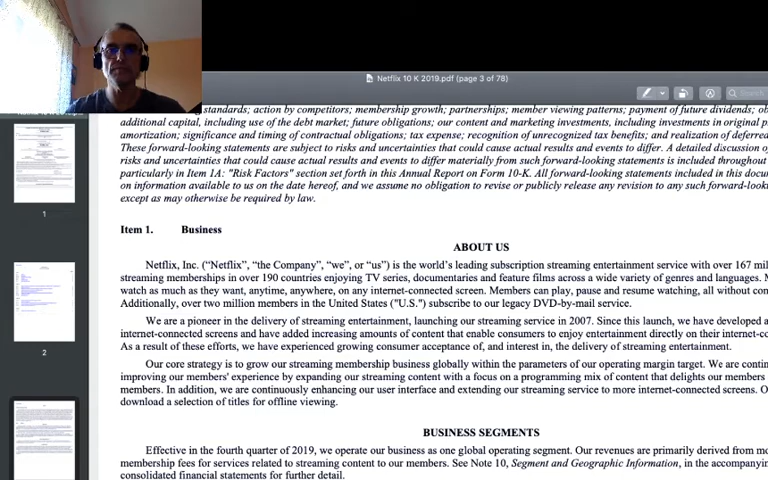 Netflix 10 K 2019.pdf (page 3 of 78)
Search
standards; action by competitors; membership growth; partnerships; member viewing patterns; payment of future dividends;
additional capital, including use of the debt market; future obligations; our content and marketing investments, including investments in original
amortization; significance and timing of contractual obligations; tax expense; recognition of unrecognized tax benefits; and realization of deferred
These forward-looking statements are subject to risks and uncertainties that could cause actual results and events to differ. A detailed discussion
risks and uncertainties that could cause actual results and events to differ materially from such forward-looking statements is included throughout
particularly in Item 1A: "Risk Factors" section set forth in this Annual Report on Form 10-K. All forward-looking statements included in this
on information available to us on the date hereof, and we assume no obligation to revise or publicly release any revision to any such
except as may otherwise be required by law.
Item 1. Business
ABOUT US
Netflix, Inc. (“Netflix”, “the Company”, “we”, or “us”) is the world’s leading subscription streaming entertainment service with over 167
streaming memberships in over 190 countries enjoying TV series, documentaries and feature films across a wide variety of genres and languages.
watch as much as they want, anytime, anywhere, on any internet-connected screen. Members can play, pause and resume watching, all without
Additionally, over two million members in the United States ("U.S.") subscribe to our legacy DVD-by-mail service.
We are a pioneer in the delivery of streaming entertainment, launching our streaming service in 2007. Since this launch, we have developed
internet-connected screens and have added increasing amounts of content that enable consumers to enjoy entertainment directly on their
As a result of these efforts, we have experienced growing consumer acceptance of, and interest in, the delivery of streaming entertainment.
Our core strategy is to grow our streaming membership business globally within the parameters of our operating margin target. We are
improving our members' experience by expanding our streaming content with a focus on a programming mix of content that delights our members
members. In addition, we are continuously enhancing our user interface and extending our streaming service to more internet-connected screens.
download a selection of titles for offline viewing.
BUSINESS SEGMENTS
Effective in the fourth quarter of 2019, we operate our business as one global operating segment. Our revenues are primarily derived from
membership fees for services related to streaming content to our members. See Note 10, Segment and Geographic Information, in the
consolidated financial statements for further detail.
1
2